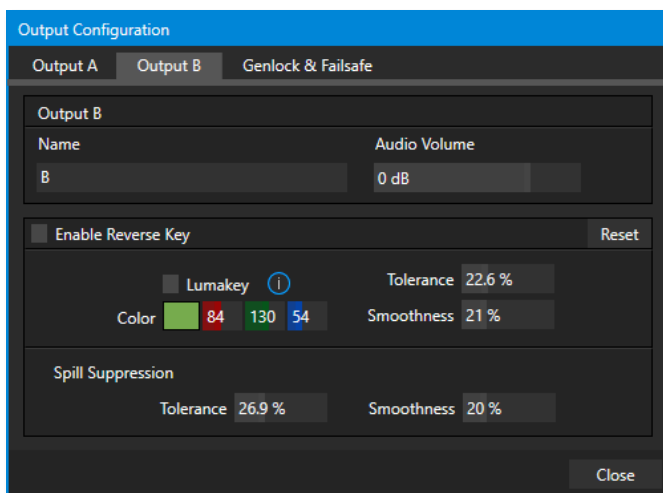 Output Configuration
Output A Output B Genlock & Failsafe
Output B
Name Audio Volume
B 0 dB
Enable Reverse Key Reset
Lumakey i Tolerance 22.6 %
Color 84 130 54 Smoothness 21 %
Spill Suppression
Tolerance 26.9 % Smoothness 20 %
Close